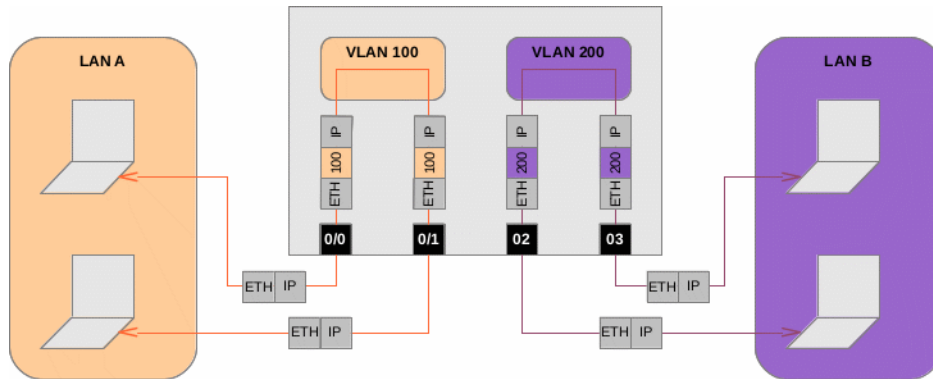 LAN A
VLAN 100
VLAN 200
LAN B
IP
IP
IP
IP
100
100
200
200
ETH
ETH
ETH
ETH
0/0
0/1
02
03
ETH IP
ETH IP
ETH IP
ETH IP